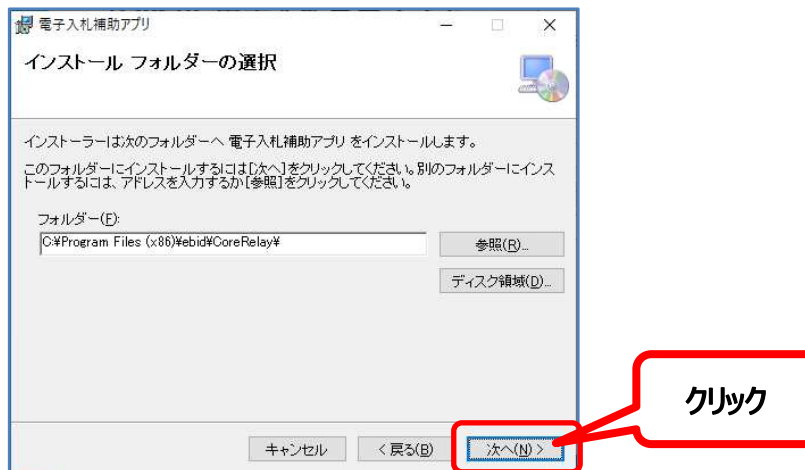 電子入札補助アプリ
インストール フォルダーの選択
インストーラーは次のフォルダーへ 電子入札補助アプリ をインストールします。
このフォルダーにインストールするには[次へ]をクリックしてください。別のフォルダーにインス
トールするには、アドレスを入力するか[参照]をクリックしてください。
フォルダー(F):
C:¥Program Files (x86)¥ebid¥CoreRelay¥
参照(R)...
ディスク領域(D)...
クリック
キャンセル
< 戻る(B)
次へ(N) >